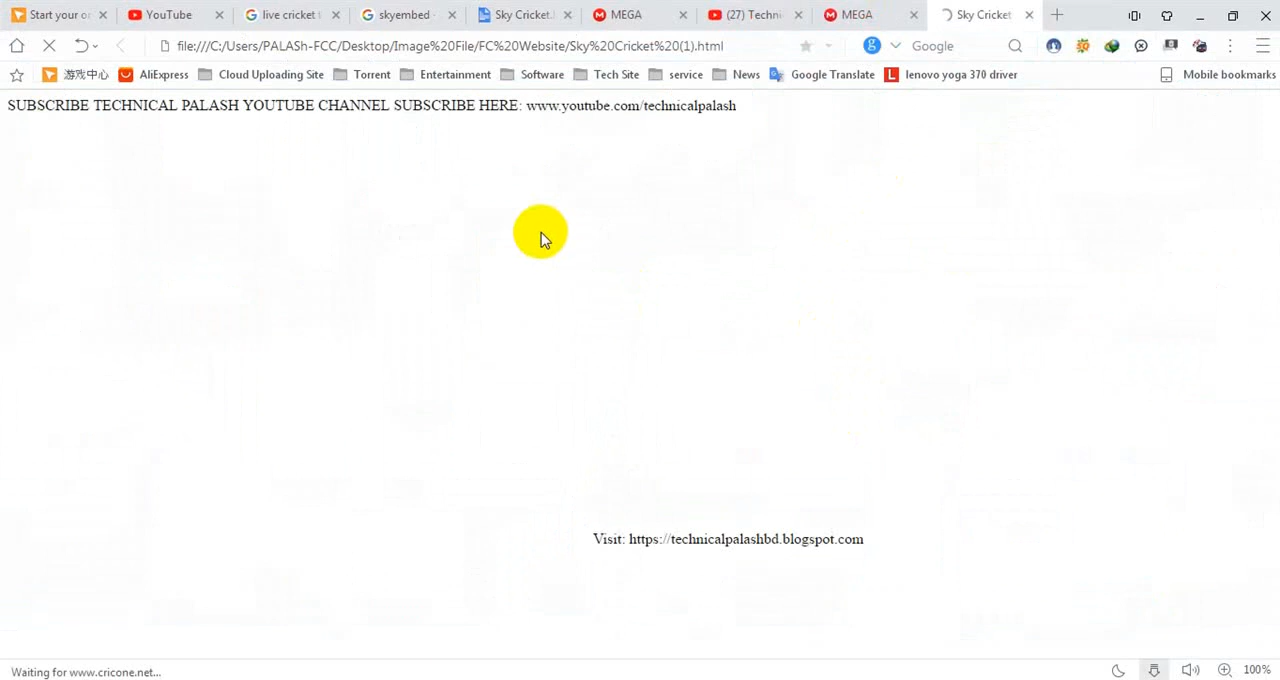 Start your or
YouTube
live cricket t
skyembed -
Sky Cricket.
MEGA
(27) Techni
MEGA
Sky Cricket
file:///C:/Users/PALASh-FCC/Desktop/Image%20File/FC%20Website/Sky%20Cricket%20(1).html
Google
游戏中心
AliExpress
Cloud Uploading Site
Torrent
Entertainment
Software
Tech Site
service
News
Google Translate
lenovo yoga 370 driver
Mobile bookmarks
SUBSCRIBE TECHNICAL PALASH YOUTUBE CHANNEL SUBSCRIBE HERE: www.youtube.com/technicalpalash
Visit: https://technicalpalashbd.blogspot.com
Waiting for www.cricone.net...
100%